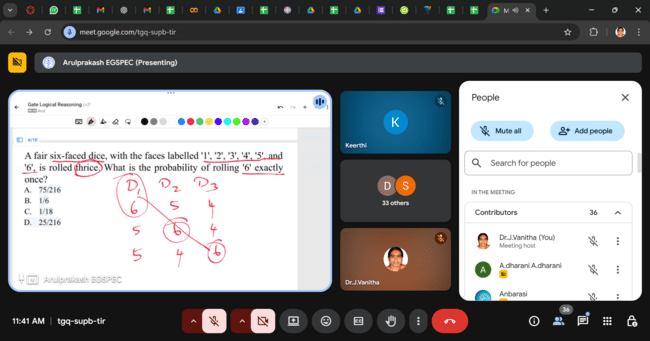 M
meet.google.com/tgq-supb-tir
Arulprakash EGSPEC (Presenting)
Gate Logical Reasoning
A fair six-faced dice, with the faces labelled '1', '2', '3', '4', '5', and
'6', is rolled thrice. What is the probability of rolling '6' exactly
once?
A. 75/216
B. 1/6
C. 1/18
D. 25/216
D1 D2 D3
6 5 4
5 6 4
5 4 6
Arulprakash EGSPEC
K
Keerthi
D S
33 others
Dr.J.Vanitha
People
Mute all
Add people
Search for people
IN THE MEETING
Contributors 36
Dr.J.Vanitha (You)
Meeting host
A A.dharani A.dharani
Anbarasi
11:41 AM | tgq-supb-tir
36